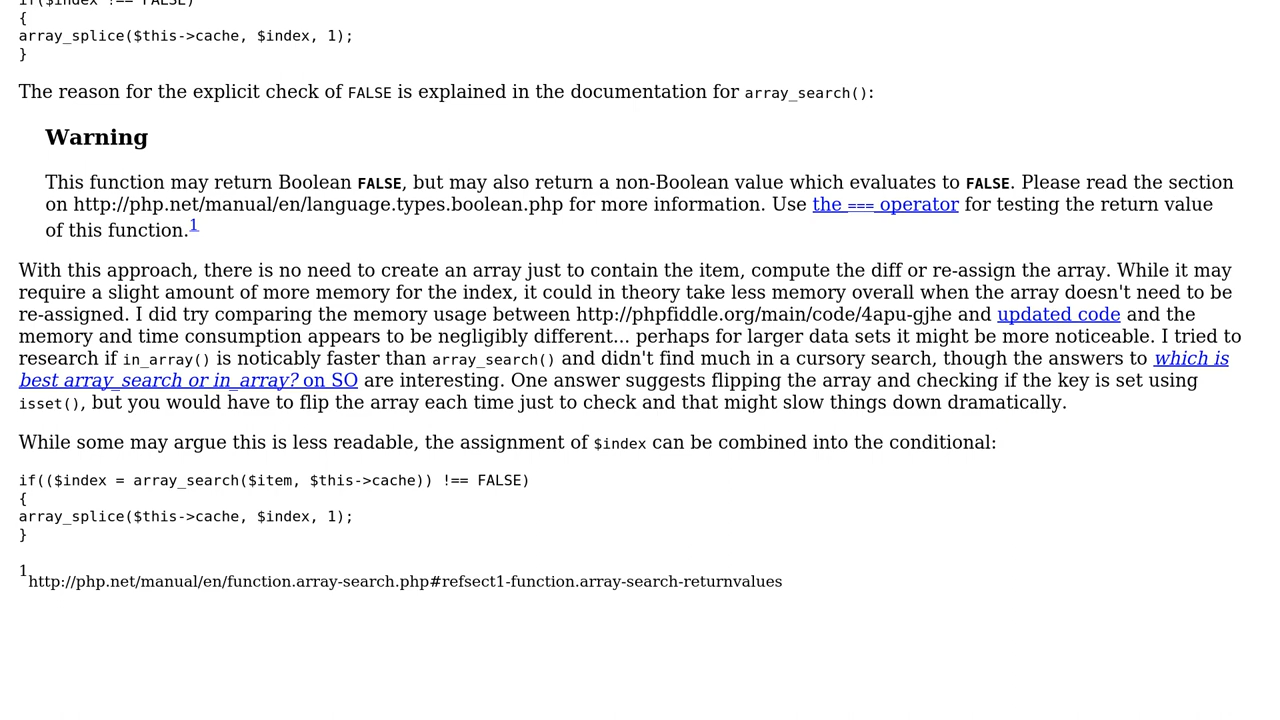 if($index !== FALSE)
{
array_splice($this->cache, $index, 1);
}
The reason for the explicit check of FALSE is explained in the documentation for array_search():
Warning
This function may return Boolean FALSE, but may also return a non-Boolean value which evaluates to FALSE. Please read the section
on http://php.net/manual/en/language.types.boolean.php for more information. Use the === operator for testing the return value
of this function.1
With this approach, there is no need to create an array just to contain the item, compute the diff or re-assign the array. While it may
require a slight amount of more memory for the index, it could in theory take less memory overall when the array doesn't need to be
re-assigned. I did try comparing the memory usage between http://phpfiddle.org/main/code/4apu-gjhe and updated code and the
memory and time consumption appears to be negligibly different... perhaps for larger data sets it might be more noticeable. I tried to
research if in_array() is noticably faster than array_search() and didn't find much in a cursory search, though the answers to which is
best array_search or in_array? on SO are interesting. One answer suggests flipping the array and checking if the key is set using
isset(), but you would have to flip the array each time just to check and that might slow things down dramatically.
While some may argue this is less readable, the assignment of $index can be combined into the conditional:
if(($index = array_search($item, $this->cache)) !== FALSE)
{
array_splice($this->cache, $index, 1);
}
1http://php.net/manual/en/function.array-search.php#refsect1-function.array-search-returnvalues